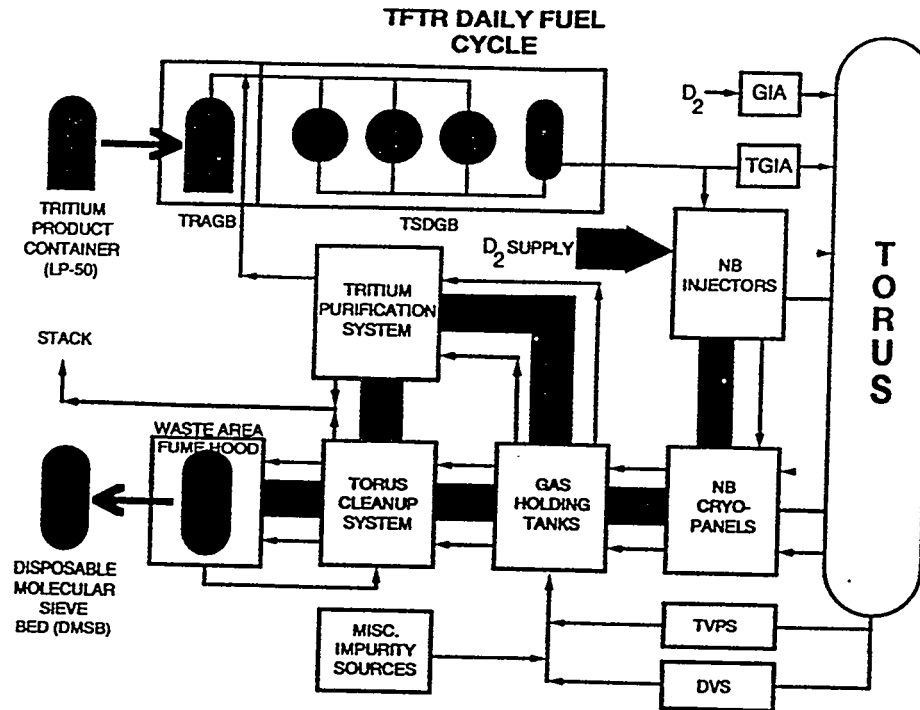 TFTR DAILY FUEL
CYCLE
D2
GIA
TGIA
TRITIUM
PRODUCT
CONTAINER
(LP-50)
TRAGB
TSDGB
D2 SUPPLY
NB
INJECTORS
TORUS
TRITIUM
PURIFICATION
SYSTEM
STACK
WASTE AREA
FUME HOOD
TORUS
CLEANUP
SYSTEM
GAS
HOLDING
TANKS
NB
CRYO-
PANELS
DISPOSABLE
MOLECULAR
SIEVE
BED (DMSB)
MISC.
IMPURITY
SOURCES
TVPS
DVS